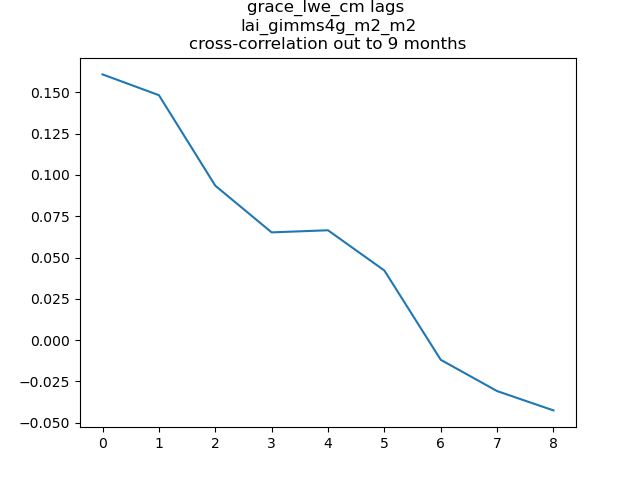 grace_lwe_cm lags
lai_gimms4g_m2_m2
cross-correlation out to 9 months
0.150
0.125
0.100
0.075
0.050
0.025
0.000
−0.025
−0.050
0 1 2 3 4 5 6 7 8